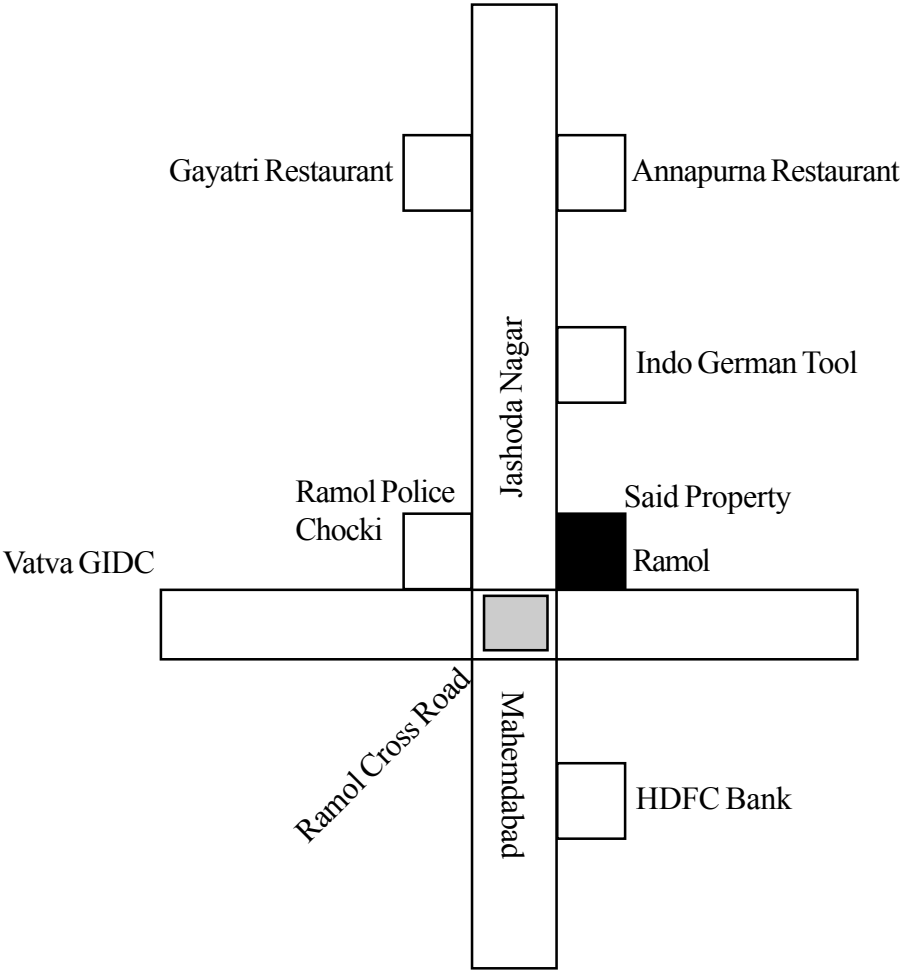 Gayatri Restaurant
Annapurna Restaurant
Jashoda Nagar
Indo German Tool
Ramol Police
Chocki
Said Property
Vatva GIDC
Ramol
Ramol Cross Road
Mahemdabad
HDFC Bank